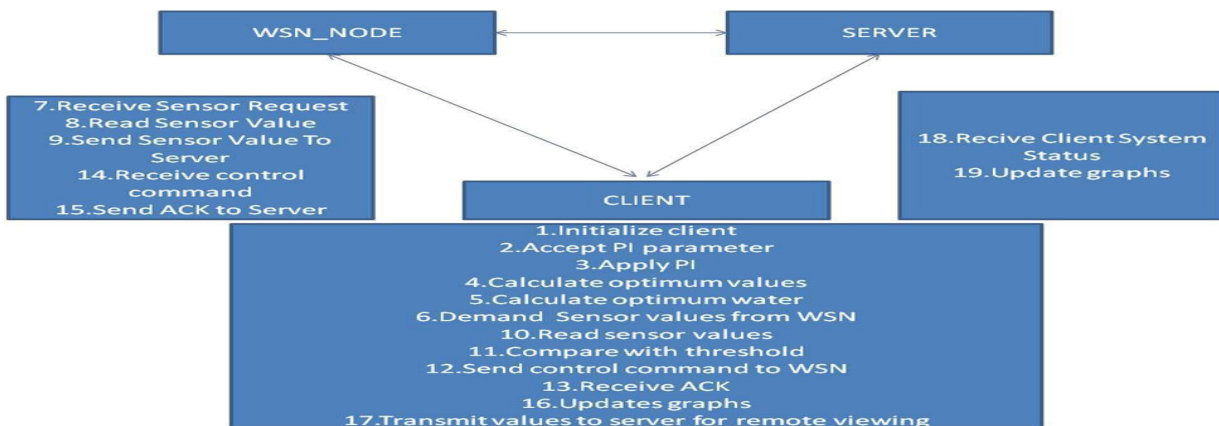 WSN_NODE
SERVER
7.Receive Sensor Request
8.Read Sensor Value
9.Send Sensor Value To
Server
14.Receive control
command
15.Send ACK to Server
18.Recive Client System
Status
19.Update graphs
CLIENT
1.Initialize client
2.Accept PI parameter
3.Apply PI
4.Calculate optimum values
5.Calculate optimum water
6.Demand Sensor values from WSN
10.Read sensor values
11.Compare with threshold
12.Send control command to WSN
13.Receive ACK
16.Updates graphs
17.Transmit values to server for remote viewing